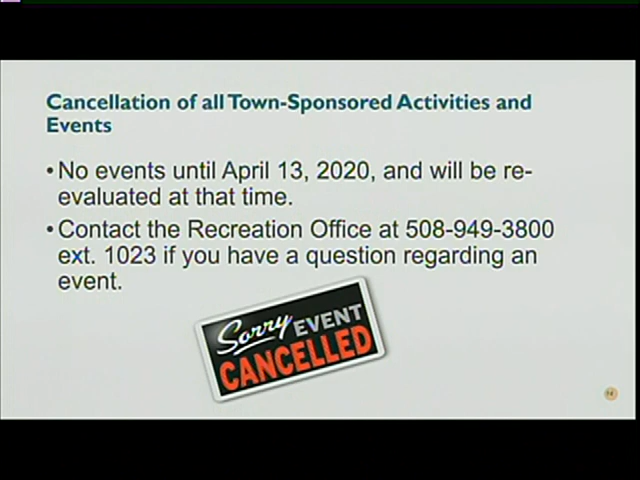 Cancellation of all Town-Sponsored Activities and
Events
• No events until April 13, 2020, and will be re-
evaluated at that time.
• Contact the Recreation Office at 508-949-3800
ext. 1023 if you have a question regarding an
event.
Sorry EVENT
CANCELLED